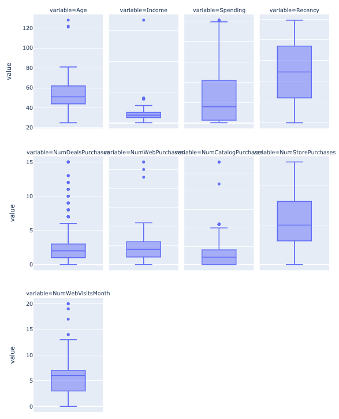 variable=Age variable=Income variable=Spending variable=Recency
120
100
80
60
40
20
value
variable=NumDealsPurchases variable=NumWebPurchases variable=NumCatalogPurchases variable=NumStorePurchases
15
10
5
0
value
variable=NumWebVisitsMonth
20
15
10
5
0
value